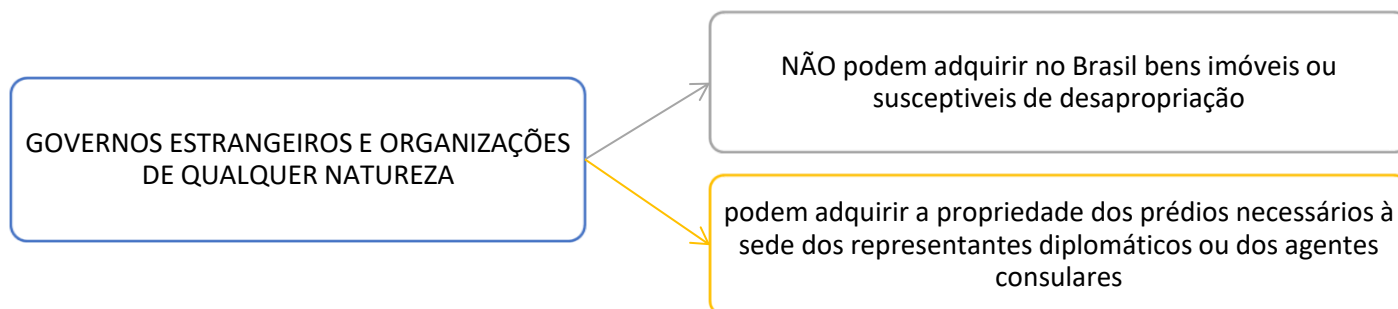 GOVERNOS ESTRANGEIROS E ORGANIZAÇÕES
DE QUALQUER NATUREZA
NÃO podem adquirir no Brasil bens imóveis ou
susceptiveis de desapropriação
podem adquirir a propriedade dos prédios necessários à
sede dos representantes diplomáticos ou dos agentes
consulares